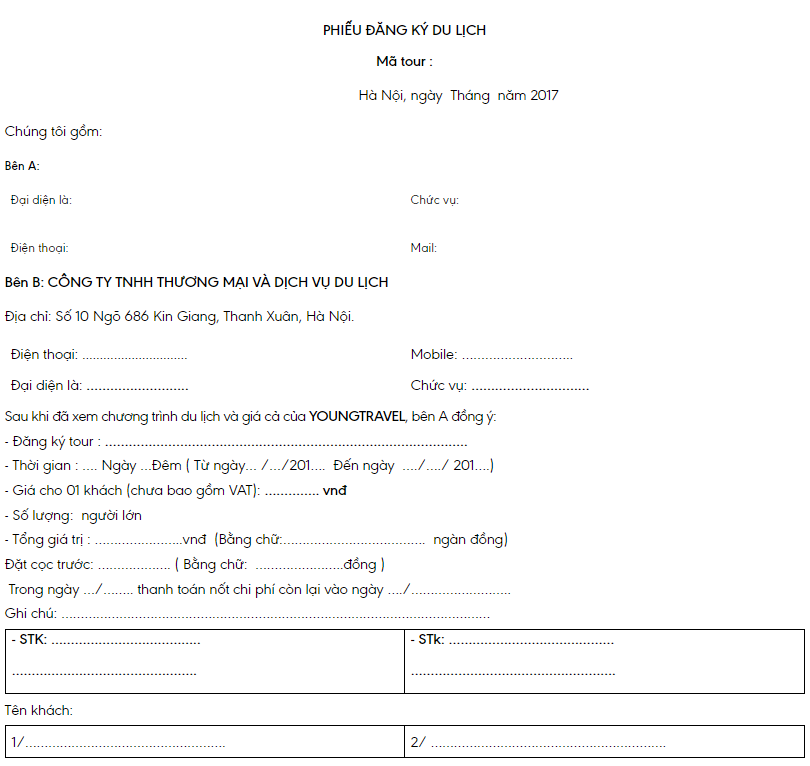 PHIẾU ĐĂNG KÝ DU LỊCH
Mã tour :
Hà Nội, ngày  Tháng  năm 2017
Chúng tôi gồm:
Bên A:
Đại diện là: Chức vụ:
Điện thoại: Mail:
Bên B: CÔNG TY TNHH THƯƠNG MẠI VÀ DỊCH VỤ DU LỊCH
Địa chỉ: Số 10 Ngõ 686 Kin Giang, Thanh Xuân, Hà Nội.
Điện thoại: .............................. Mobile: ............................
Đại diện là: .......................... Chức vụ: ..............................
Sau khi đã xem chương trình du lịch và giá cả của YOUNGTRAVEL, bên A đồng ý:
- Đăng ký tour : .............................................................................................
- Thời gian : .... Ngày ...Đêm ( Từ ngày... /.../201....  Đến ngày  ..../..../ 201....)
- Giá cho 01 khách (chưa bao gồm VAT): .............. vnđ
- Số lượng:  người lớn
- Tổng giá trị : .......................vnđ  (Bằng chữ:.....................................  ngàn đồng)
Đặt cọc trước: ................... ( Bằng chữ:  .......................đồng )
Trong ngày .../........ thanh toán nốt chi phí còn lại vào ngày ..../..........................
Ghi chú: ..............................................................................................................
- STK: ...................................... - STk: ..........................................
............................................... ....................................................
Tên khách:
1/................................................... 2/ ............................................................